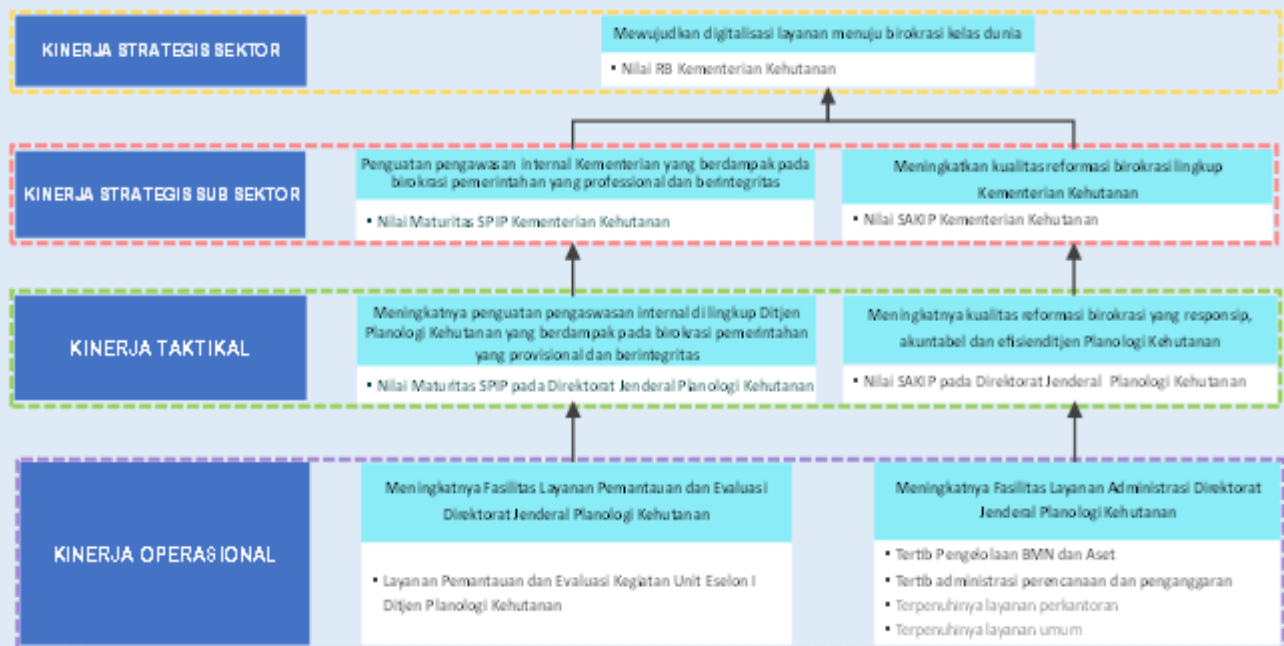 KINERJA STRATEGIS SEKTOR
Mewujudkan digitalisasi layanan menuju birokrasi kelas dunia
▪ Nilai RB Kementerian Kehutanan
KINERJA STRATEGIS SUB SEKTOR
Penguatan pengawasan internal Kementerian yang berdampak pada
birokrasi pemerintahan yang professional dan berintegritas
▪ Nilai Maturitas SPIP Kementerian Kehutanan
Meningkatkan kualitas reformasi birokrasi lingkup
Kementerian Kehutanan
▪ Nilai SAKIP Kementerian Kehutanan
KINERJA TAKTIKAL
Meningkatnya penguatan pengaswasan internal di lingkup Ditjen
Planologi Kehutanan yang berdampak pada birokrasi pemerintahan
yang provisional dan berintegritas
▪ Nilai Maturitas SPIP pada Direktorat Jenderal Planologi Kehutanan
Meningkatnya kualitas reformasi birokrasi yang responsip,
akuntabel dan efisienditjen Planologi Kehutanan
▪ Nilai SAKIP pada Direktorat Jenderal Planologi Kehutanan
KINERJA OPERASIONAL
Meningkatnya Fasilitas Layanan Pemantauan dan Evaluasi
Direktorat Jenderal Planologi Kehutanan
▪ Layanan Pemantauan dan Evaluasi Kegiatan Unit Eselon I
Ditjen Planologi Kehutanan
Meningkatnya Fasilitas Layanan Administrasi Direktorat
Jenderal Planologi Kehutanan
▪ Tertib Pengelolaan BMN dan Aset
▪ Tertib administrasi perencanaan dan penganggaran
▪ Terpenuhinya layanan perkantoran
▪ Terpenuhinya layanan umum